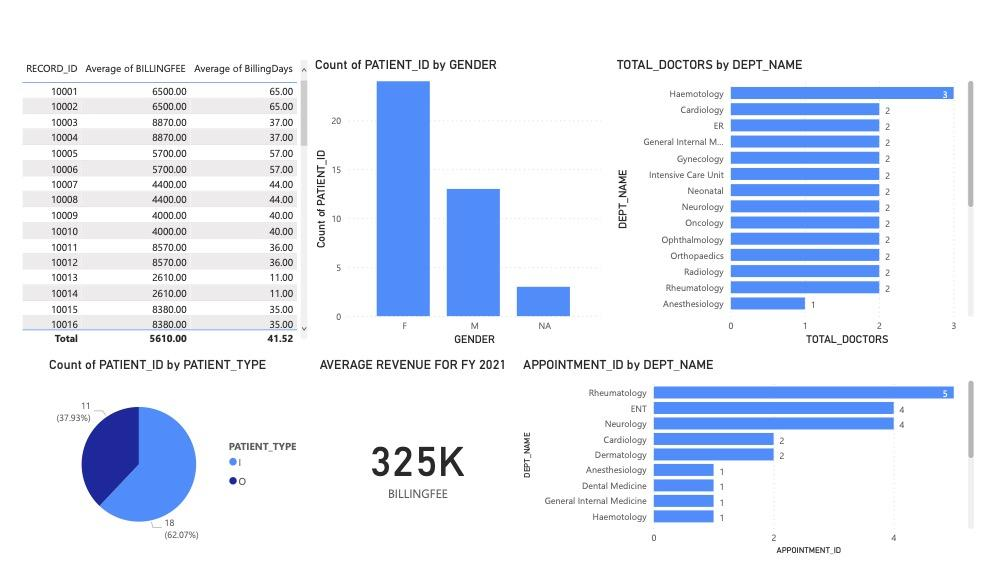 RECORD_ID Average of BILLINGFEE Average of BillingDays
10001 6500.00 65.00
10002 6500.00 65.00
10003 8870.00 37.00
10004 8870.00 37.00
10005 5700.00 57.00
10006 5700.00 57.00
10007 4400.00 44.00
10008 4400.00 44.00
10009 4000.00 40.00
10010 4000.00 40.00
10011 8570.00 36.00
10012 8570.00 36.00
10013 2610.00 11.00
10014 2610.00 11.00
10015 8380.00 35.00
10016 8380.00 35.00
Total 5610.00 41.52
Count of PATIENT_ID by GENDER
Count of PATIENT_ID
20
15
10
5
0
F M NA
GENDER
TOTAL_DOCTORS by DEPT_NAME
DEPT_NAME
Haemotology 3
Cardiology 2
ER 2
General Internal M... 2
Gynecology 2
Intensive Care Unit 2
Neonatal 2
Neurology 2
Oncology 2
Ophthalmology 2
Orthopaedics 2
Radiology 2
Rheumatology 2
Anesthesiology 1
0 1 2 3
TOTAL_DOCTORS
Count of PATIENT_ID by PATIENT_TYPE
11
(37.93%)
18
(62.07%)
PATIENT_TYPE
I
O
AVERAGE REVENUE FOR FY 2021
325K
BILLINGFEE
APPOINTMENT_ID by DEPT_NAME
DEPT_NAME
Rheumatology 5
ENT 4
Neurology 4
Cardiology 2
Dermatology 2
Anesthesiology 1
Dental Medicine 1
General Internal Medicine 1
Haemotology 1
0 2 4
APPOINTMENT_ID